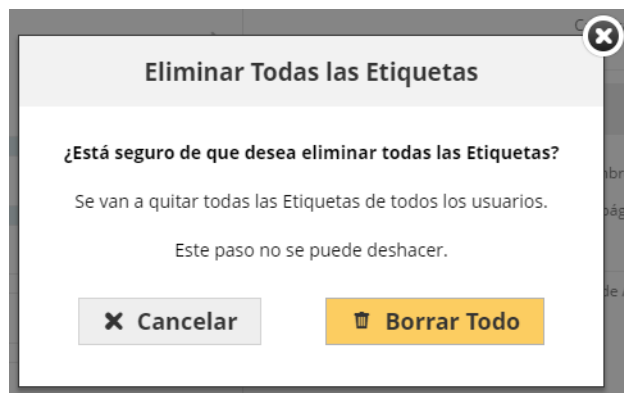 Eliminar Todas las Etiquetas
¿Está seguro de que desea eliminar todas las Etiquetas?
Se van a quitar todas las Etiquetas de todos los usuarios.
Este paso no se puede deshacer.
Cancelar
Borrar Todo